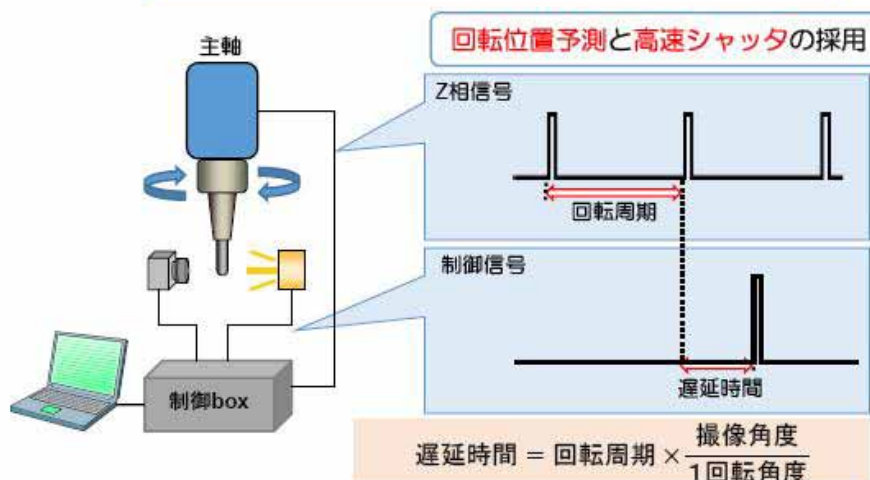 回転位置予測と高速シャッタの採用
主軸
Z相信号
回転周期
制御信号
遅延時間
制御box
遅延時間 = 回転周期 × 撮像角度
1回転角度